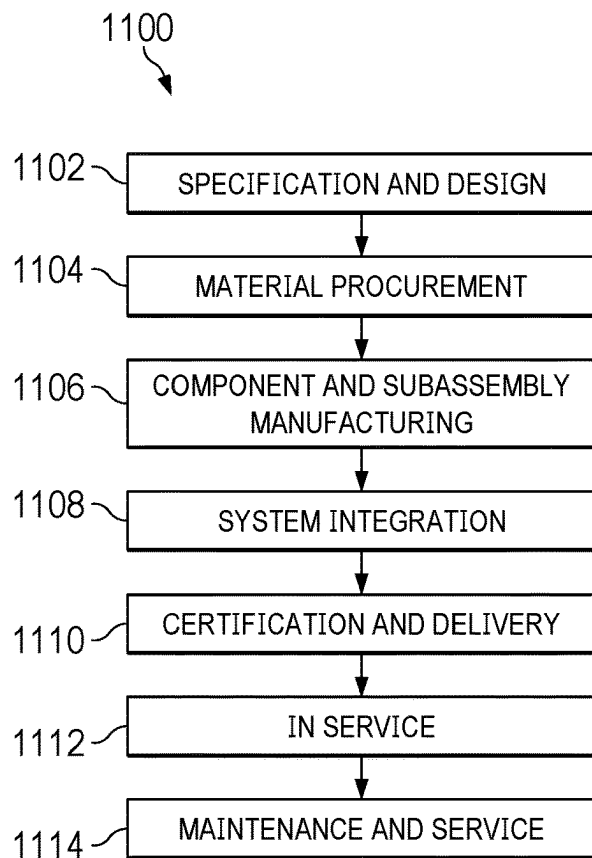 1100
1102
SPECIFICATION AND DESIGN
1104
MATERIAL PROCUREMENT
1106
COMPONENT AND SUBASSEMBLY
MANUFACTURING
1108
SYSTEM INTEGRATION
1110
CERTIFICATION AND DELIVERY
1112
IN SERVICE
1114
MAINTENANCE AND SERVICE